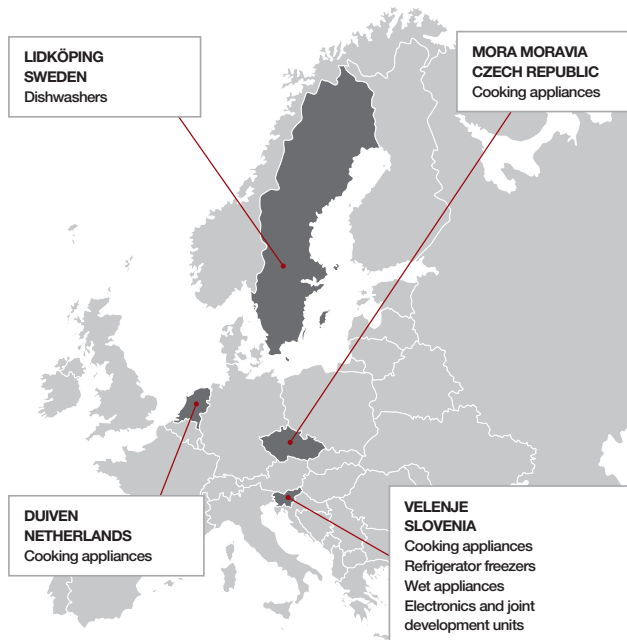 LIDKÖPING
SWEDEN
Dishwashers
MORA MORAVIA
CZECH REPUBLIC
Cooking appliances
DUIVEN
NETHERLANDS
Cooking appliances
VELENJE
SLOVENIA
Cooking appliances
Refrigerator freezers
Wet appliances
Electronics and joint
development units